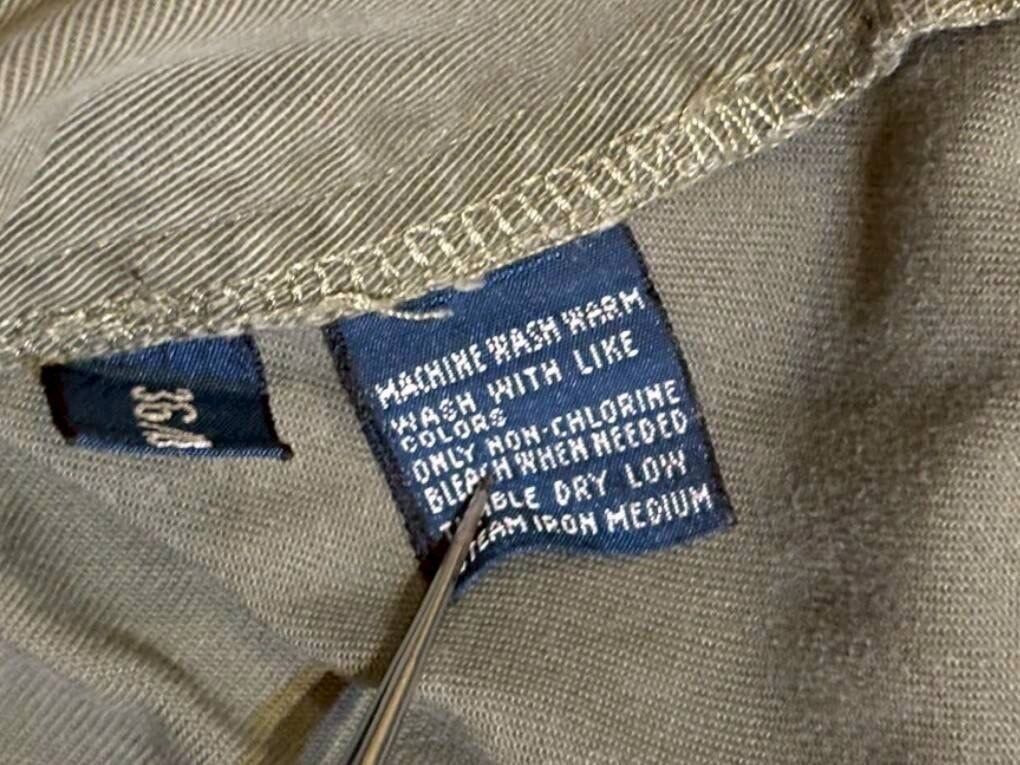 MACHINE WASH WARM
WASH WITH LIKE
COLORS
ONLY NON-CHLORINE
BLEACH WHEN NEEDED
TUMBLE DRY LOW
STEAM IRON MEDIUM